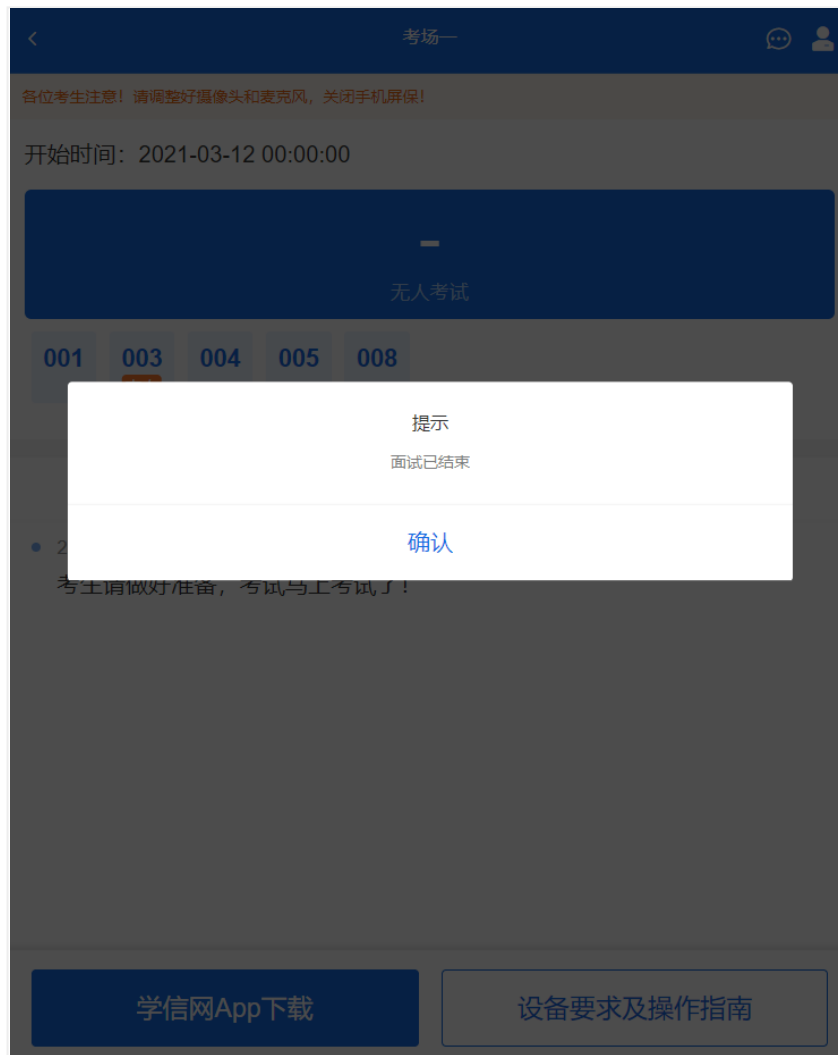 考场一
各位考生注意！请调整好摄像头和麦克风，关闭手机屏保！
开始时间：2021-03-12 00:00:00
-
无人考试
001 003 004 005 008
提示
面试已结束
确认
2
考生请做好准备，考试马上考试了！
学信网App下载
设备要求及操作指南